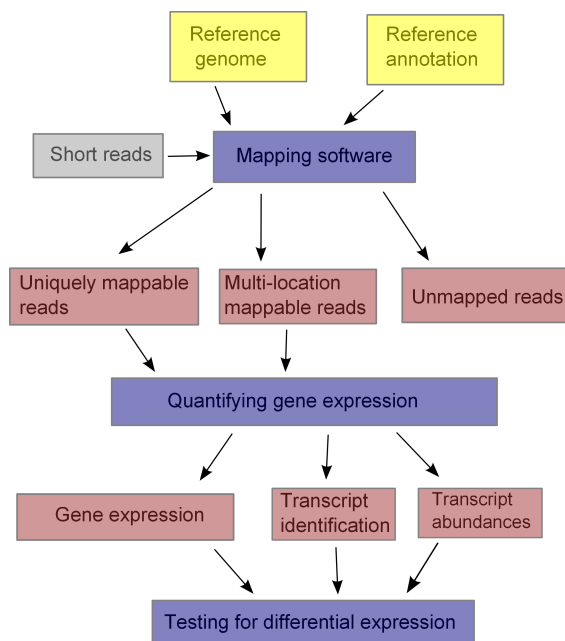 Reference
genome
Reference
annotation
Short reads
Mapping software
Uniquely mappable
reads
Multi-location
mappable reads
Unmapped reads
Quantifying gene expression
Gene expression
Transcript
identification
Transcript
abundances
Testing for differential expression